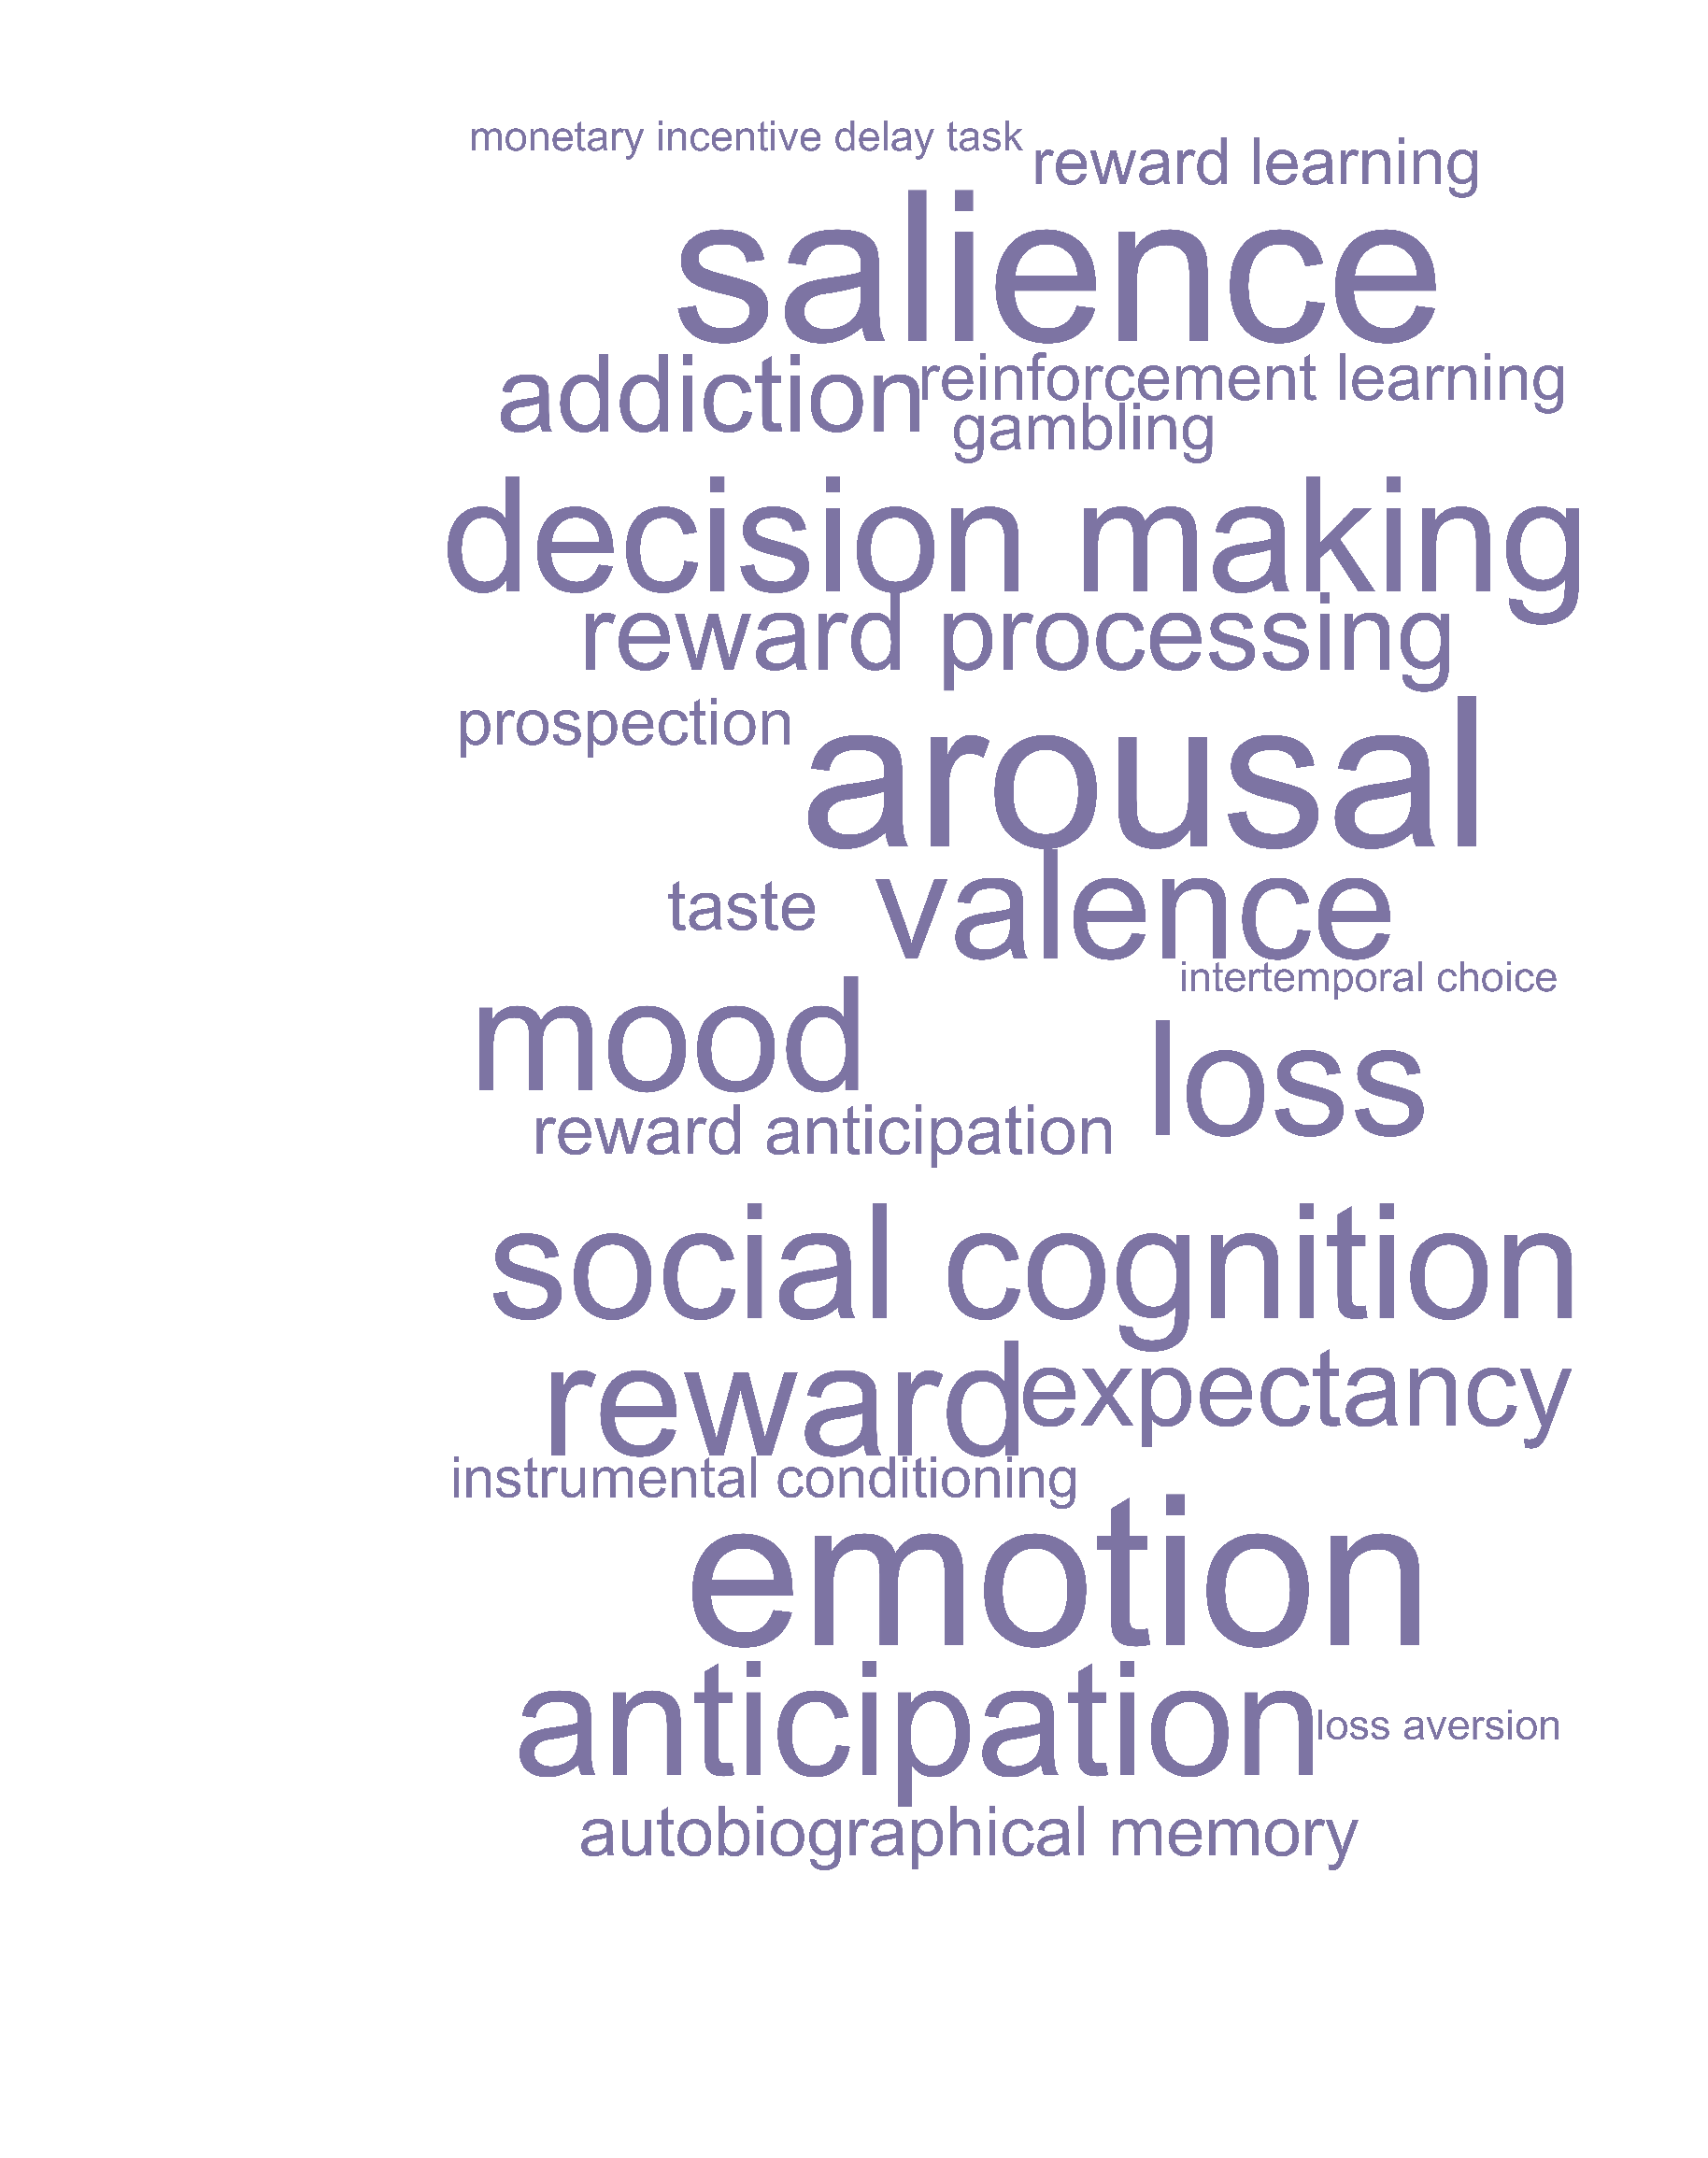 monetary incentive delay task
reward learning
salience
addiction
reinforcement learning
gambling
decision making
reward processing
prospection
arousal
taste
valence
intertemporal choice
mood
loss
reward anticipation
social cognition
reward
expectancy
instrumental conditioning
emotion
anticipation
loss aversion
autobiographical memory